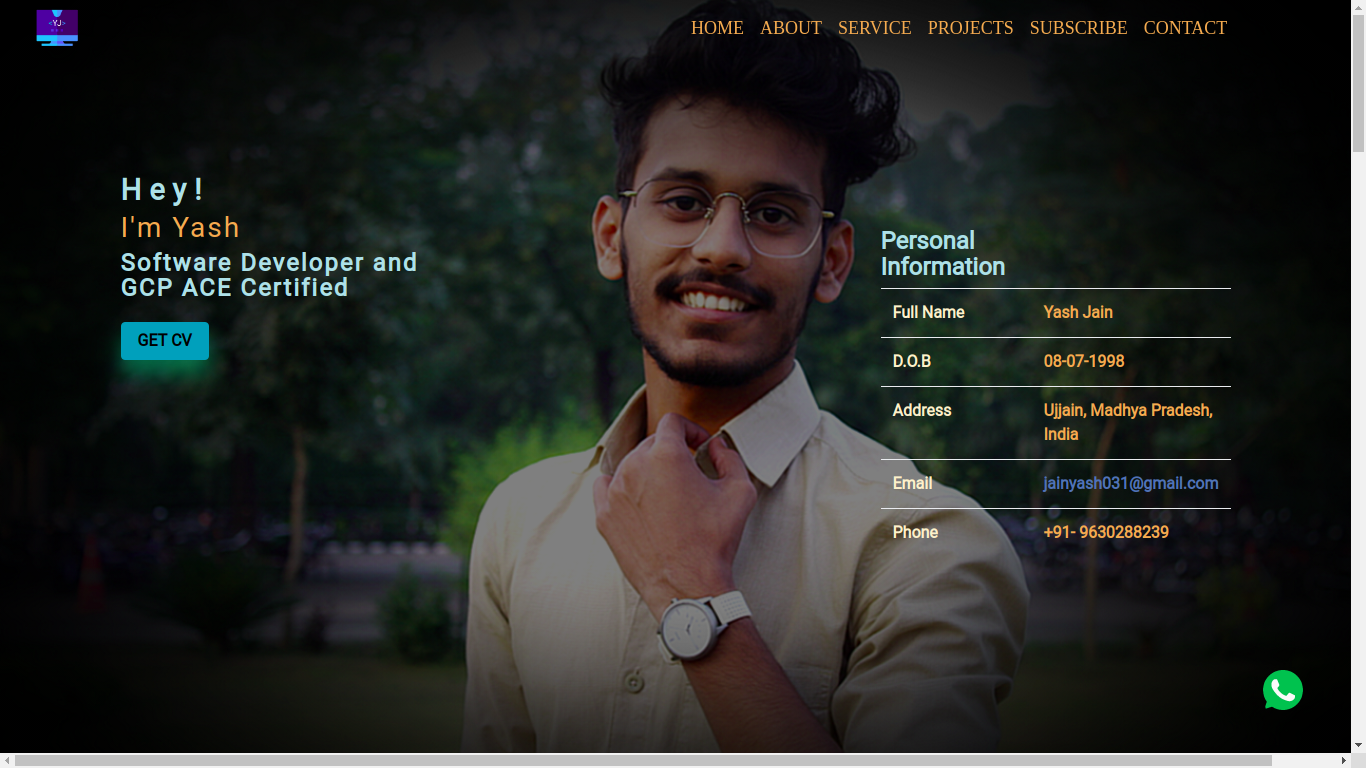 <YJ>
HOME ABOUT SERVICE PROJECTS SUBSCRIBE CONTACT
Hey!
I'm Yash
Software Developer and
GCP ACE Certified
GET CV
Personal
Information
Full Name Yash Jain
D.O.B 08-07-1998
Address Ujjain, Madhya Pradesh,
India
Email jainyash031@gmail.com
Phone +91- 9630288239